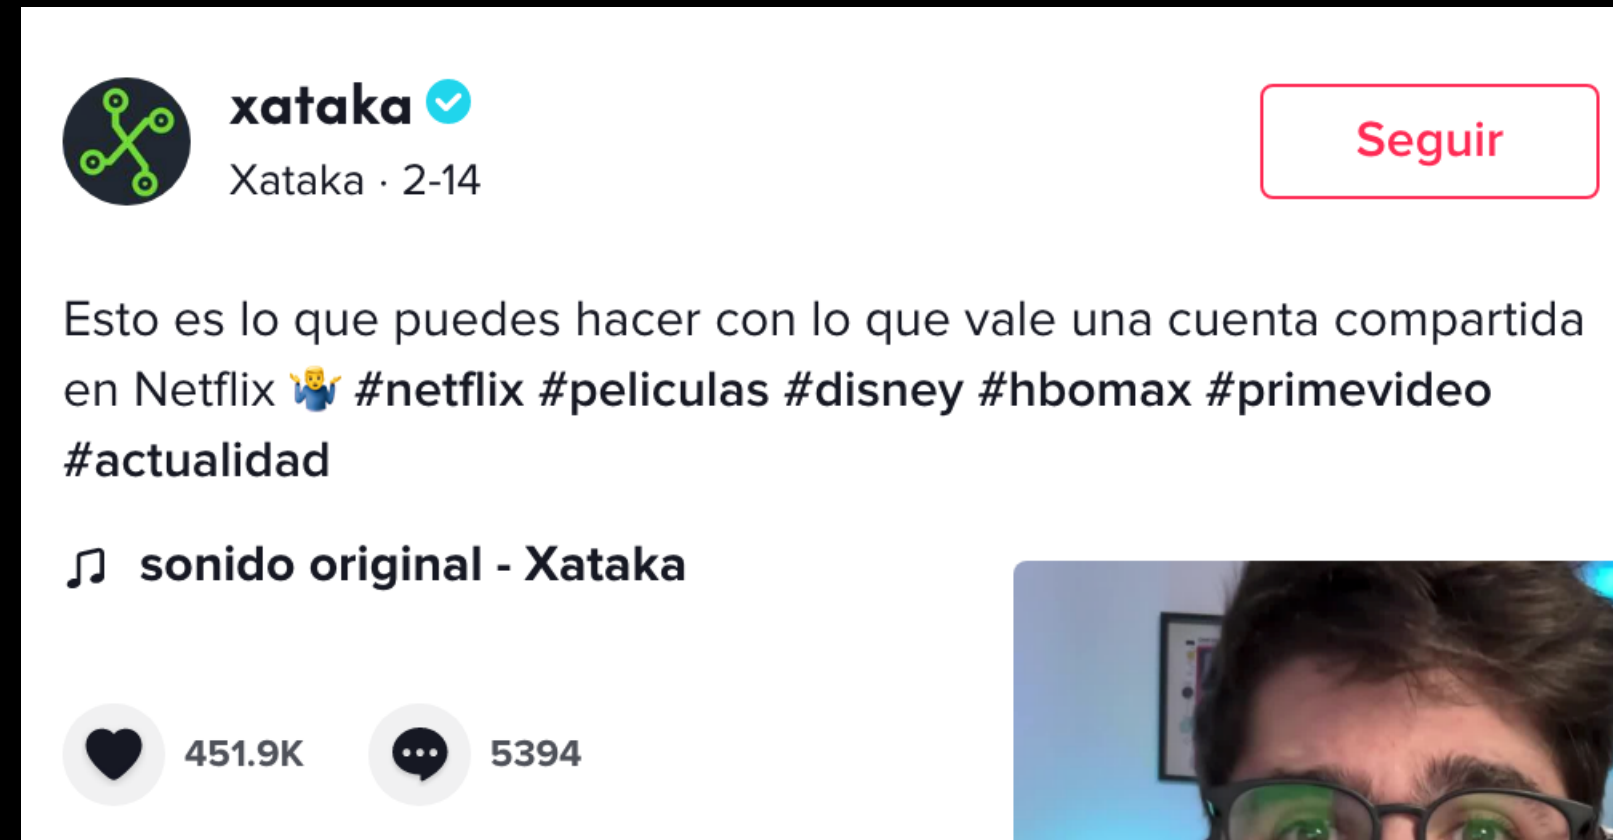 xataka
Xataka · 2-14
Seguir
Esto es lo que puedes hacer con lo que vale una cuenta compartida
en Netflix 🤷‍♂️ #netflix #peliculas #disney #hbomax #primevideo
#actualidad
sonido original - Xataka
451.9K
5394